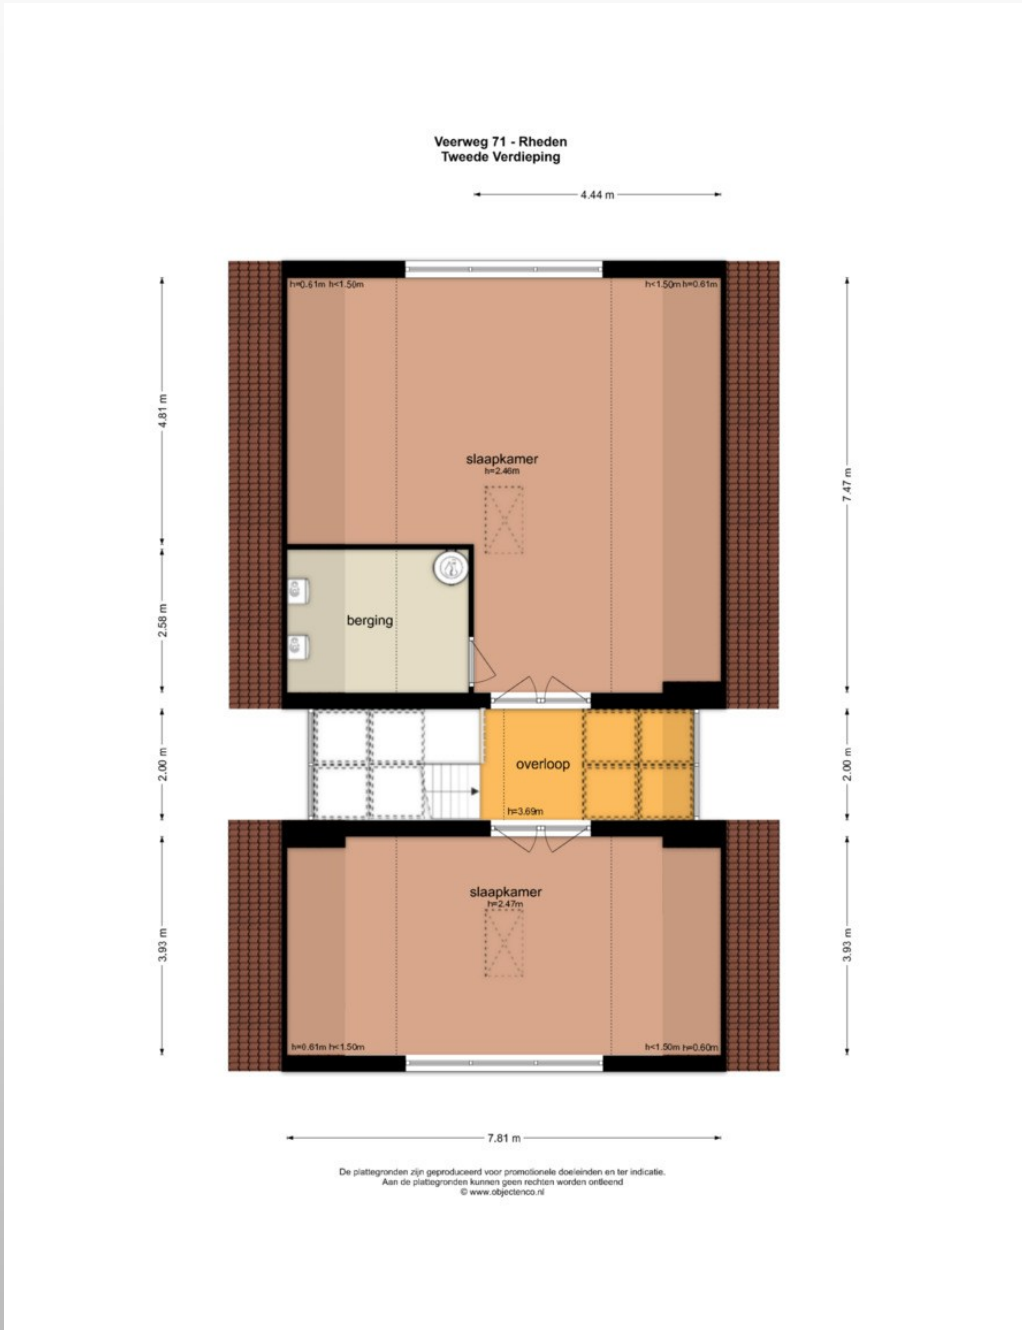 Veerweg 71 - Rheden
Tweede Verdieping
4.44 m
h=0.61m h<1.50m
h<1.50m h=0.61m
4.81 m
slaapkamer
h=2.46m
7.47 m
2.58 m
berging
2.00 m
overloop
2.00 m
h=3.69m
slaapkamer
h=2.47m
3.93 m
3.93 m
h=0.61m h<1.50m
h<1.50m h=0.60m
7.81 m
De plattegronden zijn geproduceerd voor promotionele doeleinden en ter indicatie.
Aan de plattegronden kunnen geen rechten worden ontleend
© www.objectenco.nl